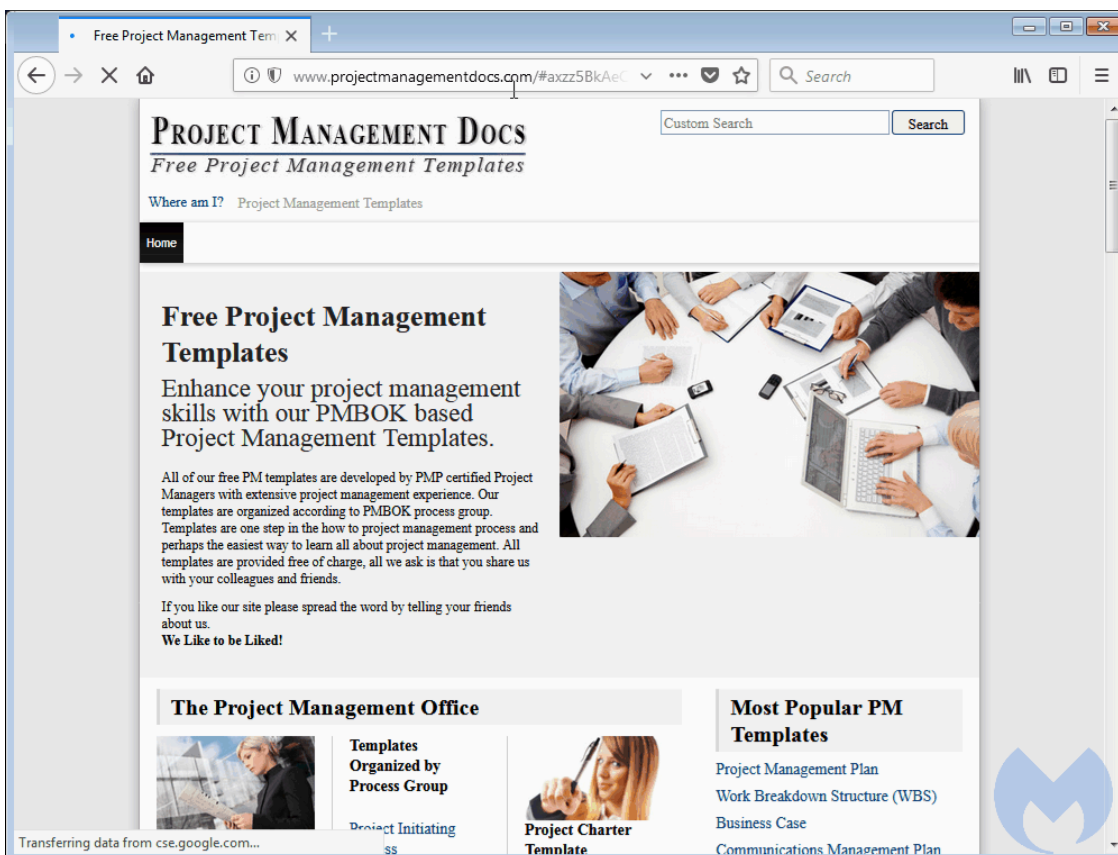 Free Project Management Tem
www.projectmanagementdocs.com/#axzz5BkAe
Search
PROJECT MANAGEMENT DOCS
Free Project Management Templates
Custom Search
Search
Where am I? Project Management Templates
Home
Free Project Management
Templates
Enhance your project management
skills with our PMBOK based
Project Management Templates.
All of our free PM templates are developed by PMP certified Project
Managers with extensive project management experience. Our
templates are organized according to PMBOK process group.
Templates are one step in the how to project management process and
perhaps the easiest way to learn all about project management. All
templates are provided free of charge, all we ask is that you share us
with your colleagues and friends.
If you like our site please spread the word by telling your friends
about us.
We Like to be Liked!
The Project Management Office
Templates
Organized by
Process Group
Project Initiating
ss
Project Charter
Template
Most Popular PM
Templates
Project Management Plan
Work Breakdown Structure (WBS)
Business Case
Communications Management Plan
Transferring data from cse.google.com...